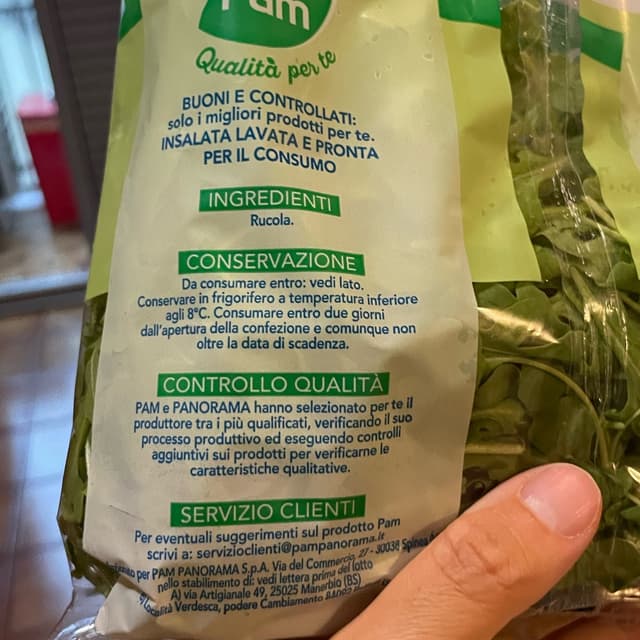 Pam
Qualità per te
BUONI E CONTROLLATI:
solo i migliori prodotti per te.
INSALATA LAVATA E PRONTA
PER IL CONSUMO
INGREDIENTI
Rucola.
CONSERVAZIONE
Da consumare entro: vedi lato.
Conservare in frigorifero a temperatura inferiore
agli 8°C. Consumare entro due giorni
dall'apertura della confezione e comunque non
oltre la data di scadenza.
CONTROLLO QUALITÀ
PAM e PANORAMA hanno selezionato per te il
produttore tra i più qualificati, verificando il suo
processo produttivo ed eseguendo controlli
aggiuntivi sui prodotti per verificarne le
caratteristiche qualitative.
SERVIZIO CLIENTI
Per eventuali suggerimenti sul prodotto Pam
scrivi a: servizioclienti@pampanorama.it
per PAM PANORAMA S.p.A. Via del Commercio, 27 - 30038 Spinea
nello stabilimento di: vedi lettera prima del lotto
A) via Artigianale 49, 25025 Manerbio (BS)
Località Verdesca, podere Cambiamento